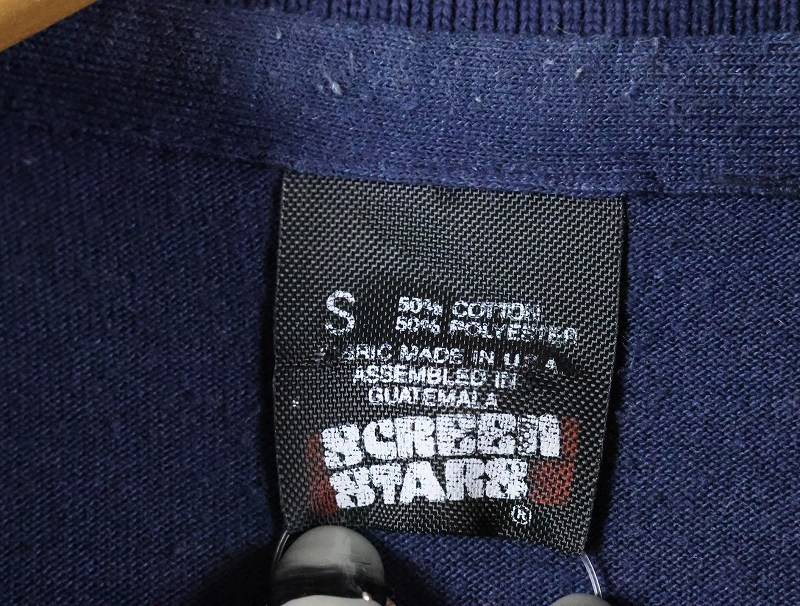 S
50% COTTON
50% POLYESTER
FABRIC MADE IN U.S.A.
ASSEMBLED IN
GUATEMALA
SCREEN
STARS
®